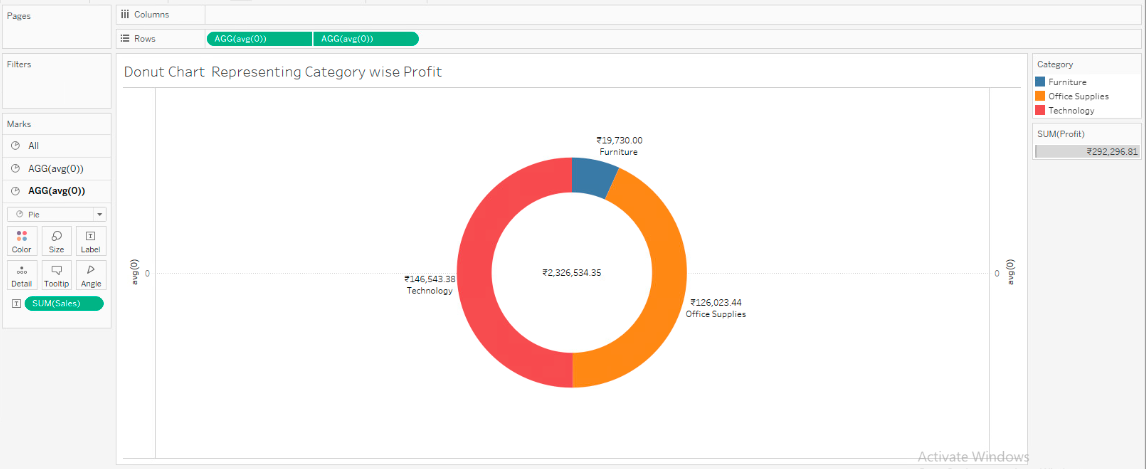 Pages
iii Columns
Rows
AGG(avg(0))
AGG(avg(0))
Filters
Marks
All
AGG(avg(0))
AGG(avg(0))
Pie
Color
Size
Label
Detail
Tooltip
Angle
SUM(Sales)
Donut Chart Representing Category wise Profit
₹19,730.00
Furniture
₹2,326,534.35
₹146,543.38
Technology
₹126,023.44
Office Supplies
avg(0)
0
0
avg(0)
Category
Furniture
Office Supplies
Technology
SUM(Profit)
₹292,296.81
Activate Windows